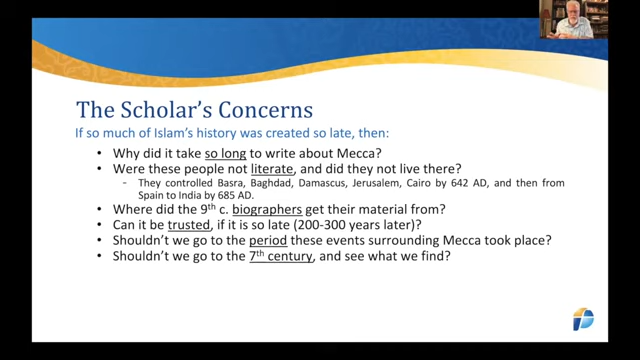 The Scholar's Concerns
If so much of Islam's history was created so late, then:
• Why did it take so long to write about Mecca?
• Were these people not literate, and did they not live there?
- They controlled Basra, Baghdad, Damascus, Jerusalem, Cairo by 642 AD, and then from
Spain to India by 685 AD.
• Where did the 9th c. biographers get their material from?
• Can it be trusted, if it is so late (200-300 years later)?
• Shouldn't we go to the period these events surrounding Mecca took place?
• Shouldn't we go to the 7th century, and see what we find?